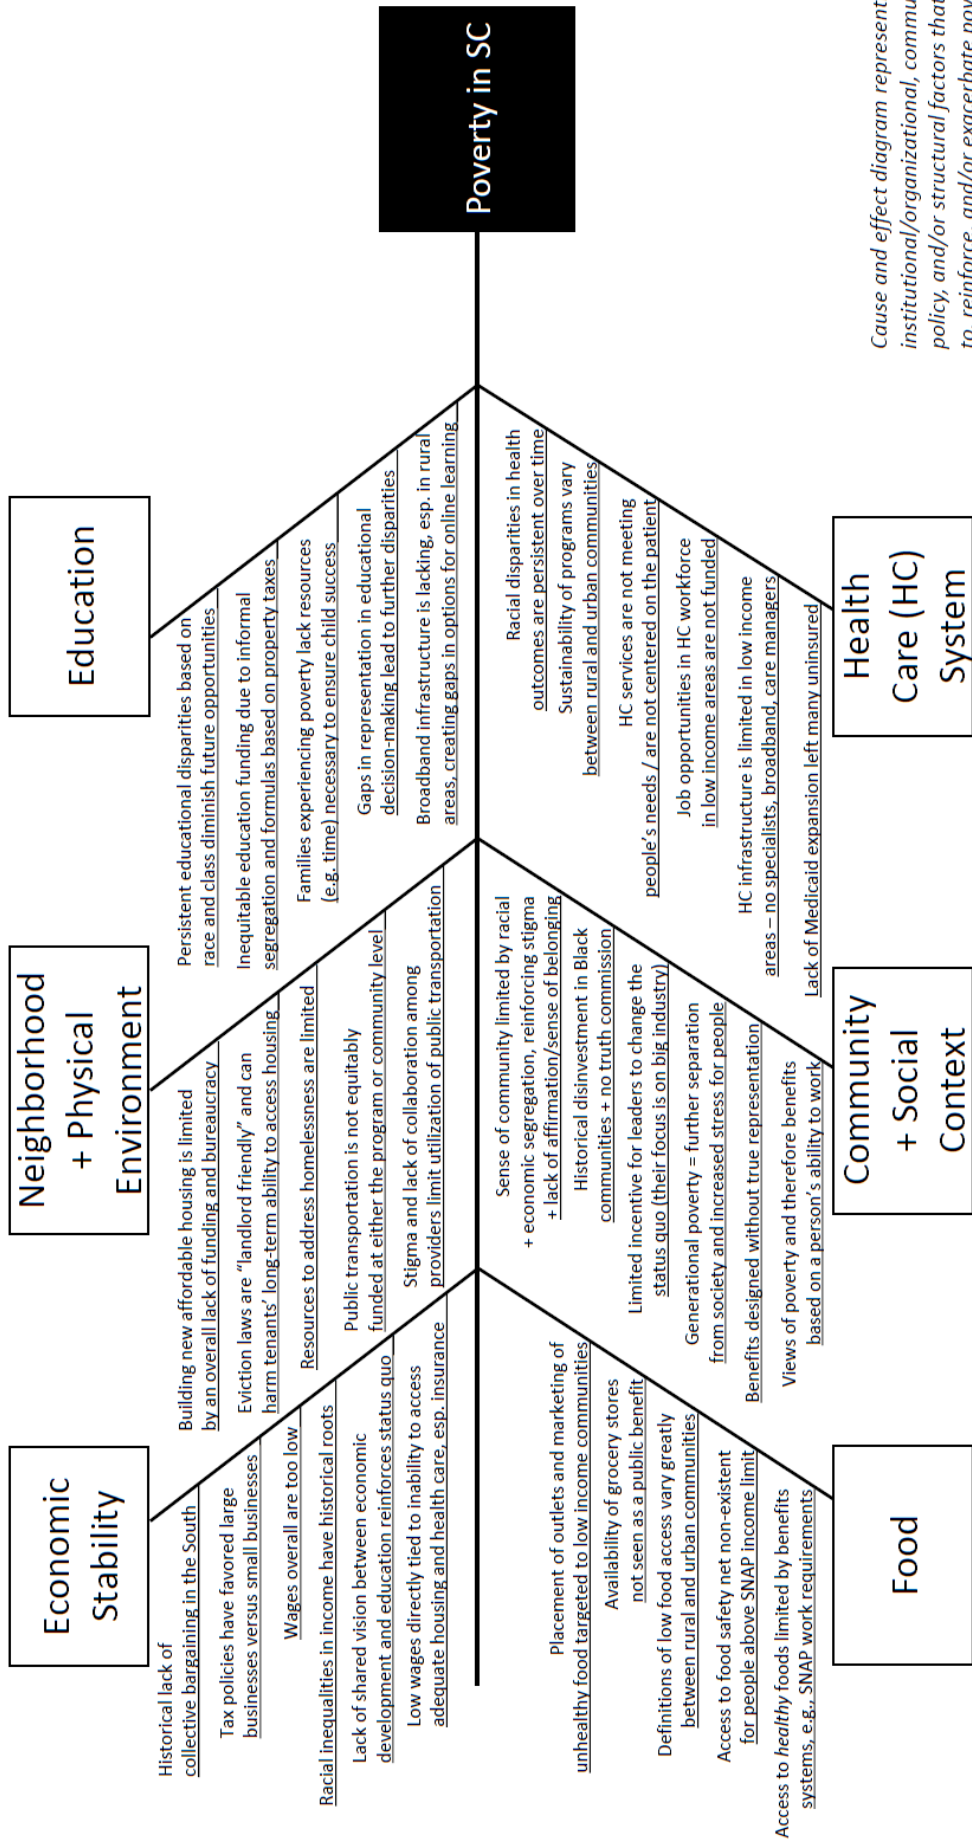 Economic
Stability
Historical lack of
collective bargaining in the South
Tax policies have favored large
businesses versus small businesses
Wages overall are too low
Racial inequalities in income have historical roots
Lack of shared vision between economic
development and education reinforces status quo
Low wages directly tied to inability to access
adequate housing and health care, esp. insurance
Neighborhood
+ Physical
Environment
Building new affordable housing is limited
by an overall lack of funding and bureaucracy
Eviction laws are “landlord friendly” and can
harm tenants’ long-term ability to access housing
Resources to address homelessness are limited
Public transportation is not equitably
funded at either the program or community level
Stigma and lack of collaboration among
providers limit utilization of public transportation
Education
Persistent educational disparities based on
race and class diminish future opportunities
Inequitable education funding due to informal
segregation and formulas based on property taxes
Families experiencing poverty lack resources
(e.g. time) necessary to ensure child success
Gaps in representation in educational
decision-making lead to further disparities
Broadband infrastructure is lacking, esp. in rural
areas, creating gaps in options for online learning
Poverty in SC
Placement of outlets and marketing of
unhealthy food targeted to low income communities
Availability of grocery stores
not seen as a public benefit
Definitions of low food access vary greatly
between rural and urban communities
Access to food safety net non-existent
for people above SNAP income limit
Access to healthy foods limited by benefits
systems, e.g., SNAP work requirements
Food
Sense of community limited by racial
+ economic segregation, reinforcing stigma
+ lack of affirmation/sense of belonging
Historical disinvestment in Black
communities + no truth commission
Limited incentive for leaders to change the
status quo (their focus is on big industry)
Generational poverty = further separation
from society and increased stress for people
Benefits designed without true representation
Views of poverty and therefore benefits
based on a person’s ability to work
Community
+ Social
Context
Racial disparities in health
outcomes are persistent over time
Sustainability of programs vary
between rural and urban communities
HC services are not meeting
people’s needs / are not centered on the patient
Job opportunities in HC workforce
in low income areas are not funded
HC infrastructure is limited in low income
areas – no specialists, broadband, care managers
Lack of Medicaid expansion left many uninsured
Health
Care (HC)
System
Cause and effect diagram represent
institutional/organizational, commu
policy, and/or structural factors that
to, reinforce, and/or exacerbate pov